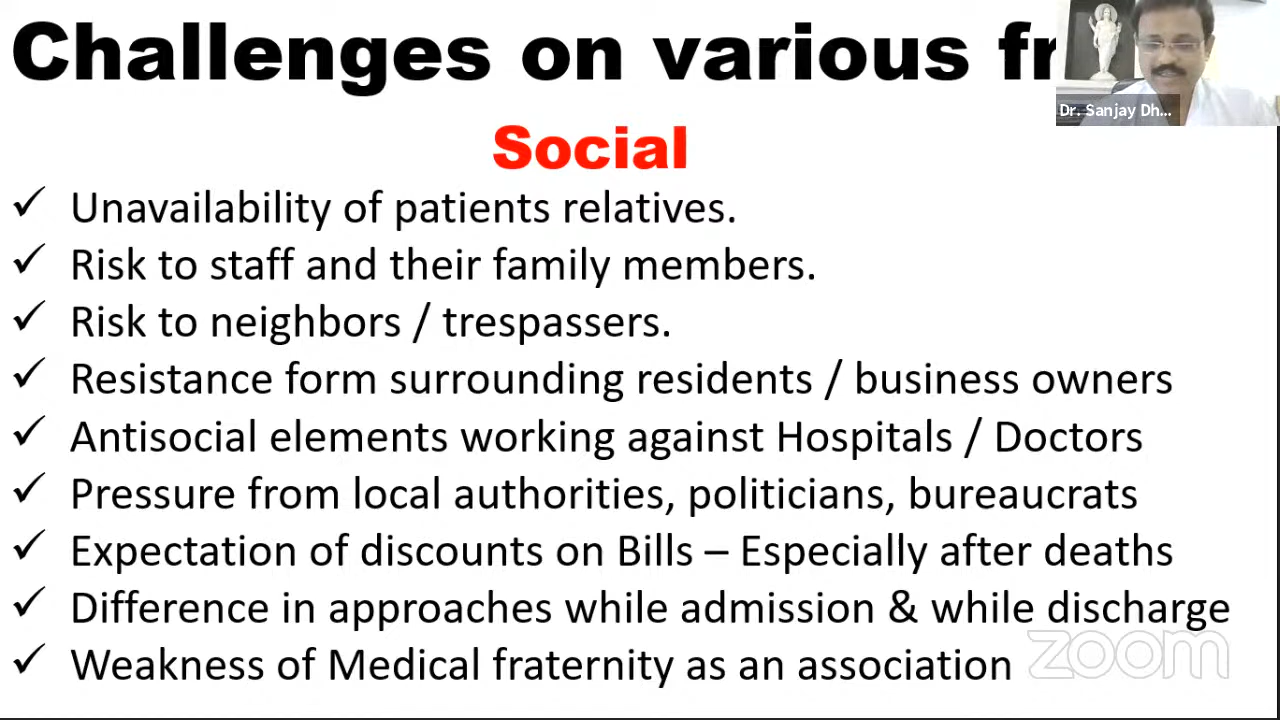 Challenges on various fr
Dr. Sanjay Dh...
Social
✓ Unavailability of patients relatives.
✓ Risk to staff and their family members.
✓ Risk to neighbors / trespassers.
✓ Resistance form surrounding residents / business owners
✓ Antisocial elements working against Hospitals / Doctors
✓ Pressure from local authorities, politicians, bureaucrats
✓ Expectation of discounts on Bills – Especially after deaths
✓ Difference in approaches while admission & while discharge
✓ Weakness of Medical fraternity as an association
zoom